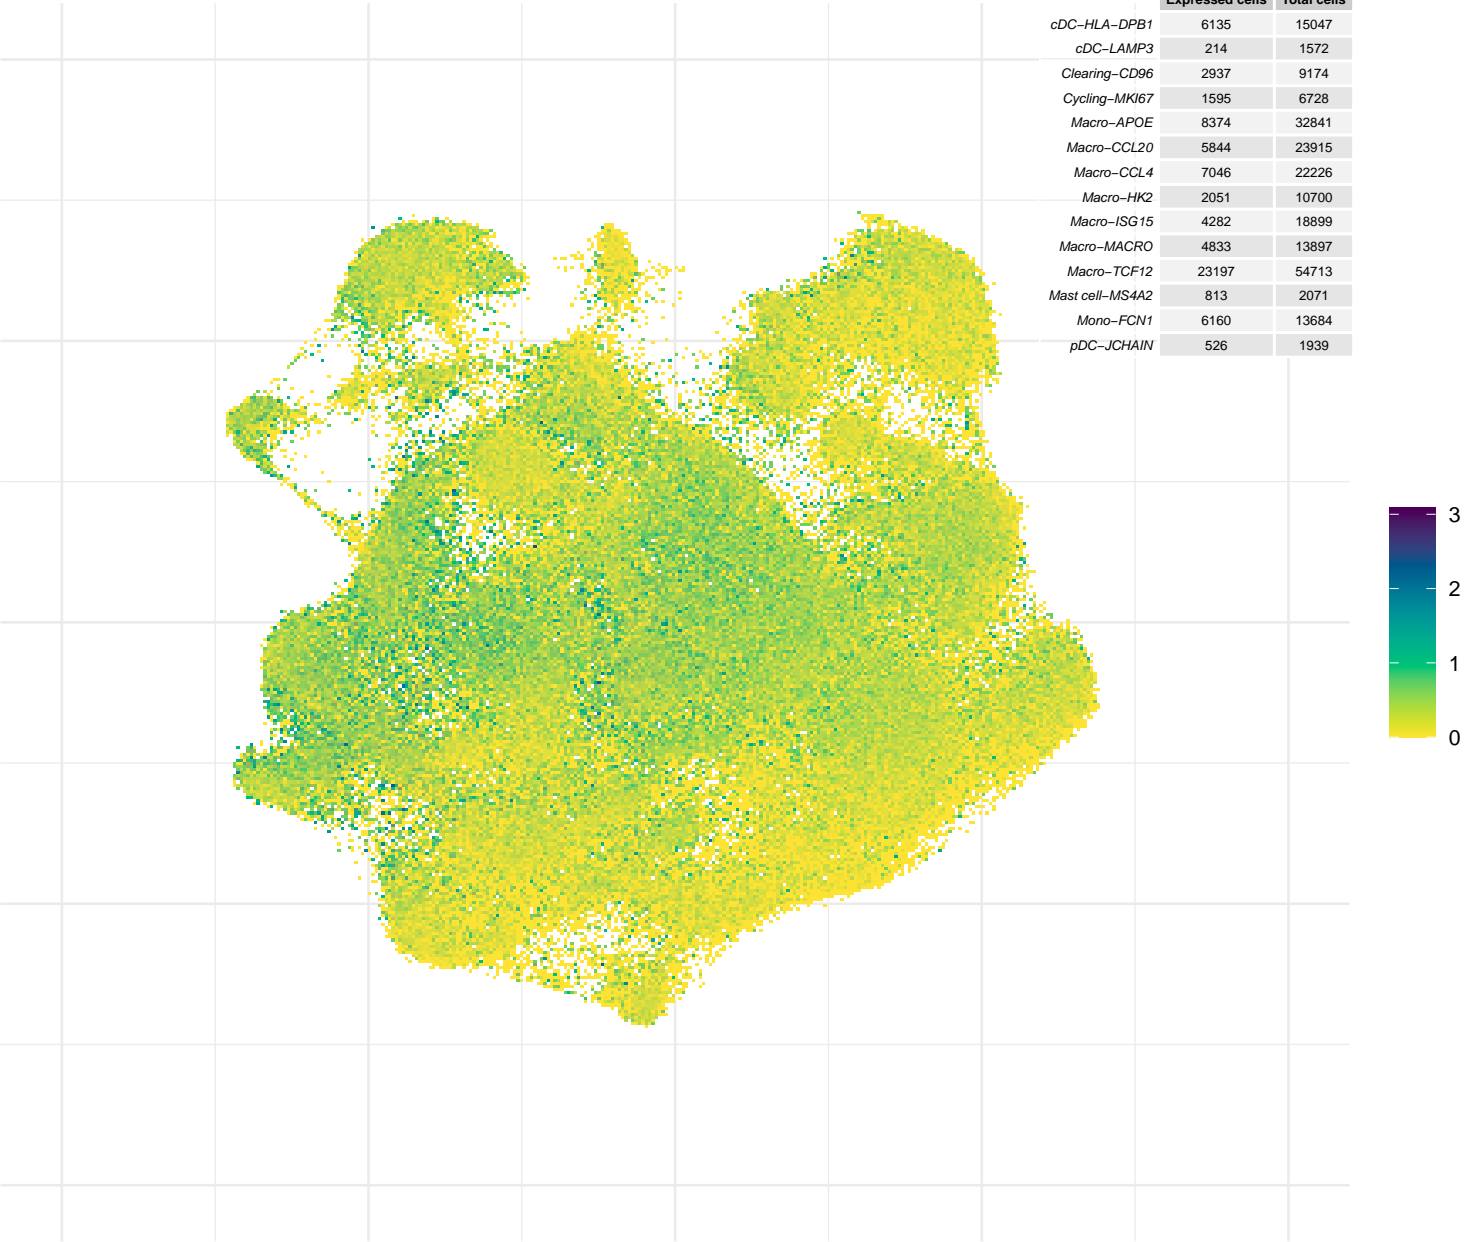 Expressed cells Total cells
cDC−HLA−DPB1 6135 15047
cDC−LAMP3 214 1572
Clearing−CD96 2937 9174
Cycling−MKI67 1595 6728
Macro−APOE 8374 32841
Macro−CCL20 5844 23915
Macro−CCL4 7046 22226
Macro−HK2 2051 10700
Macro−ISG15 4282 18899
Macro−MACRO 4833 13897
Macro−TCF12 23197 54713
Mast cell−MS4A2 813 2071
Mono−FCN1 6160 13684
pDC−JCHAIN 526 1939
3
2
1
0